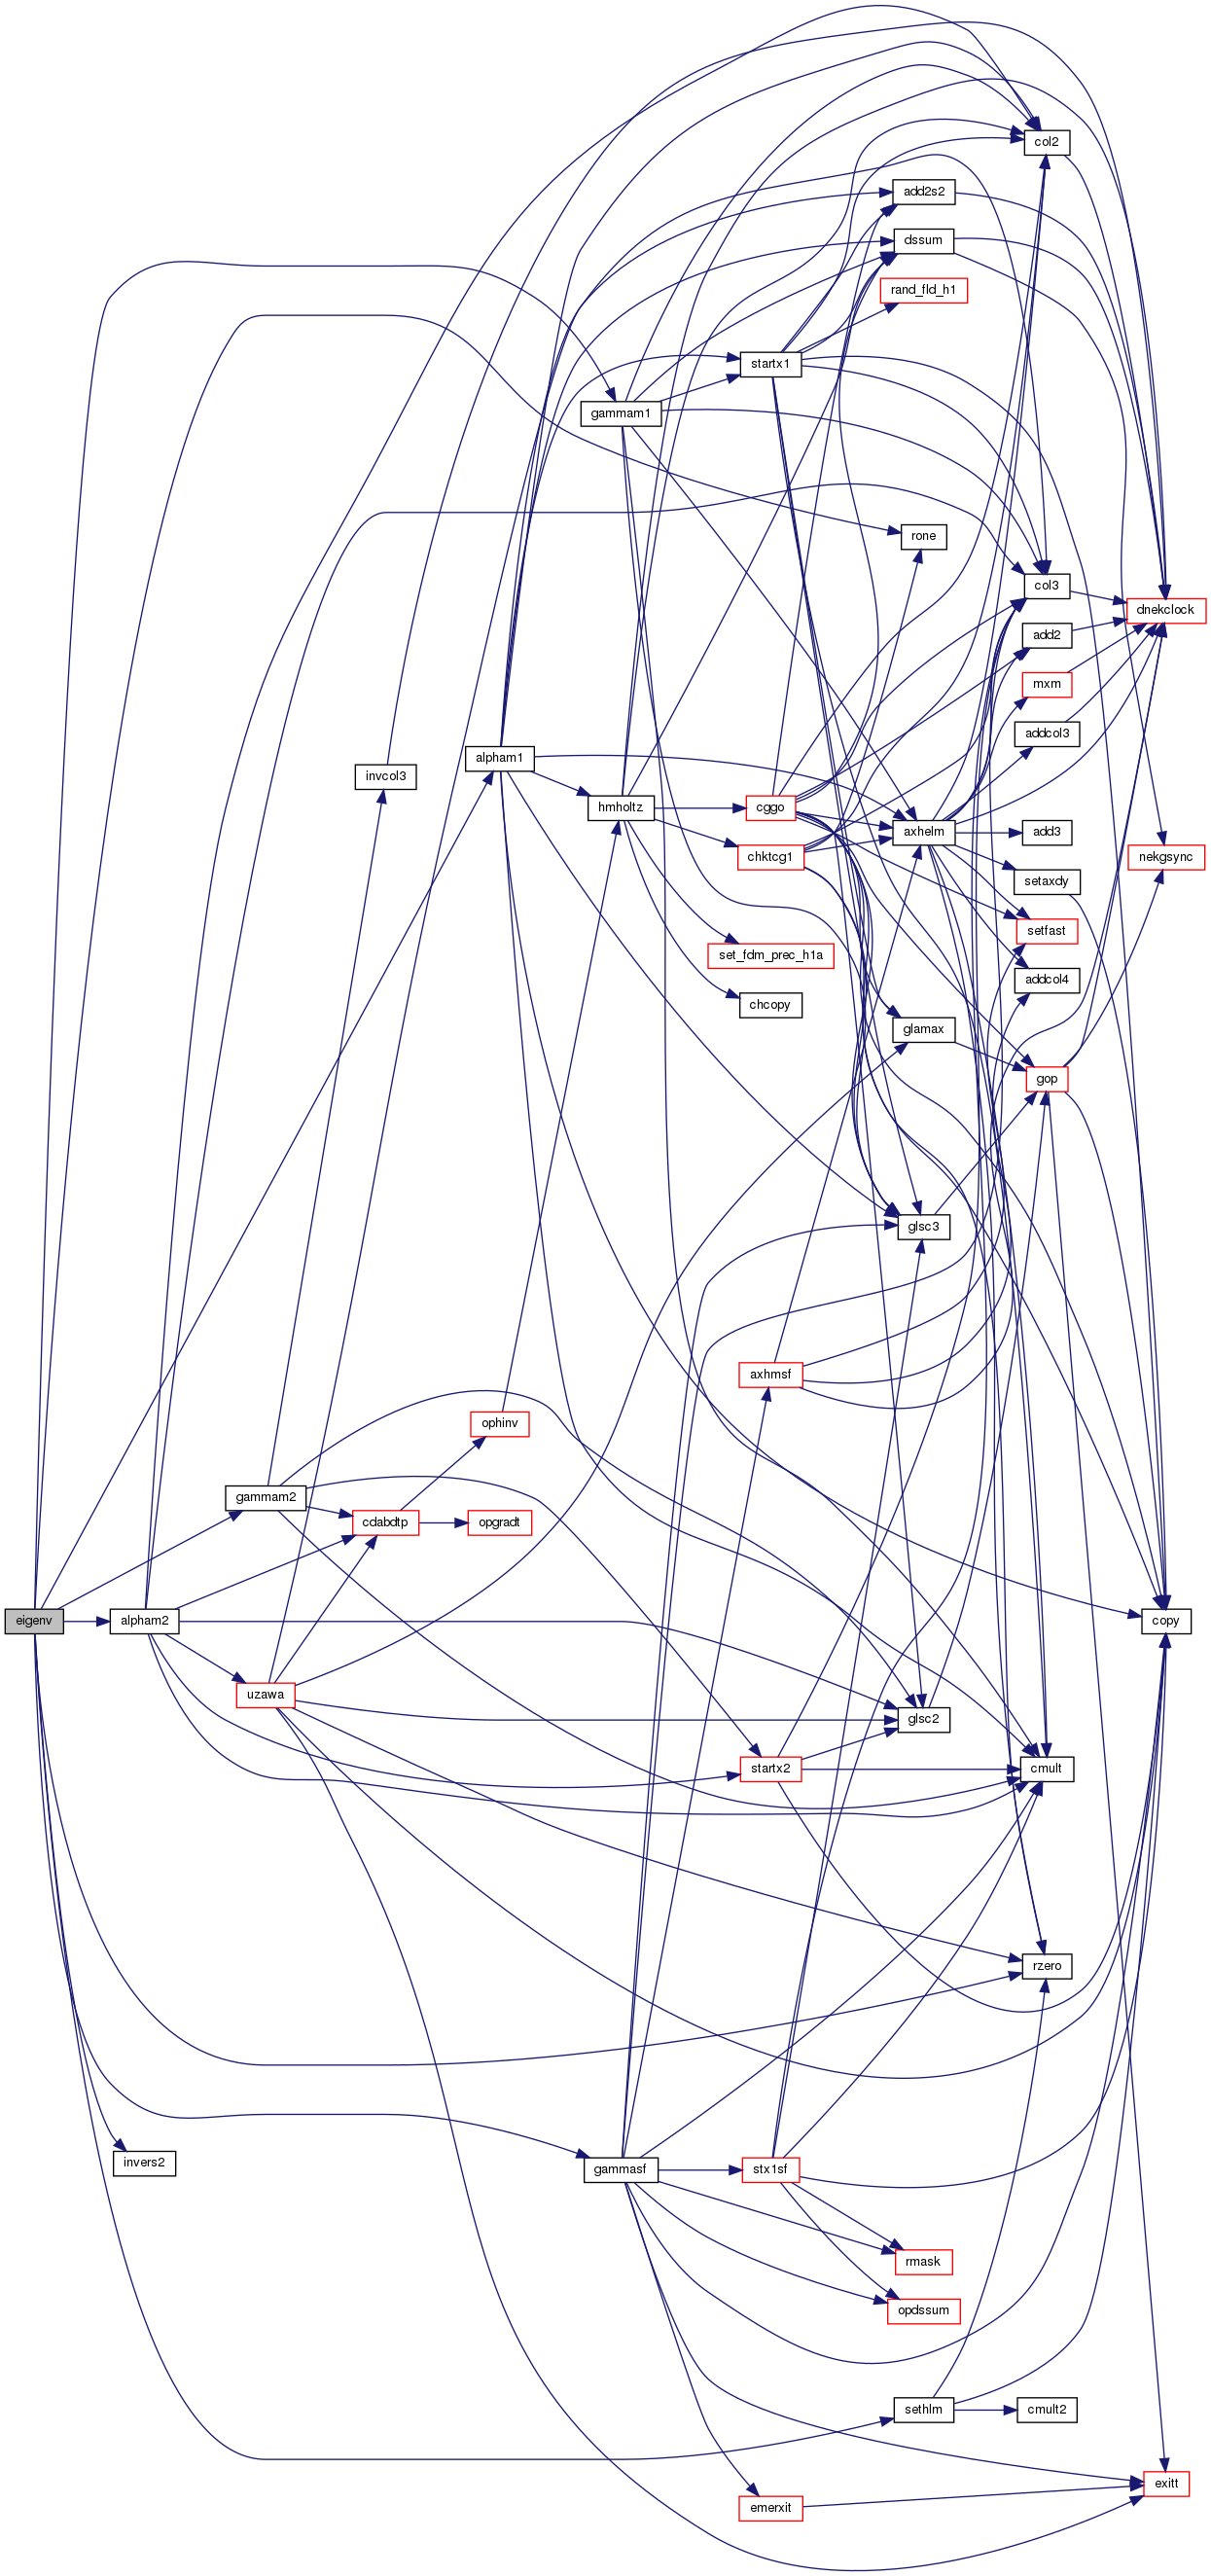 col2
add2s2
dssum
rand_fld_h1
startx1
gammam1
rone
col3
dnekclock
add2
mxm
addcol3
alpham1
invcol3
hmholtz
cggo
axhelm
add3
chktcg1
nekgsync
setaxdy
setfast
set_fdm_prec_h1a
addcol4
chcopy
glamax
gop
glsc3
axhmsf
ophinv
gammam2
cdabdtp
opgradt
eigenv
alpham2
copy
uzawa
glsc2
startx2
cmult
rzero
invers2
gammasf
stx1sf
rmask
opdssum
sethlm
cmult2
exitt
emerxit